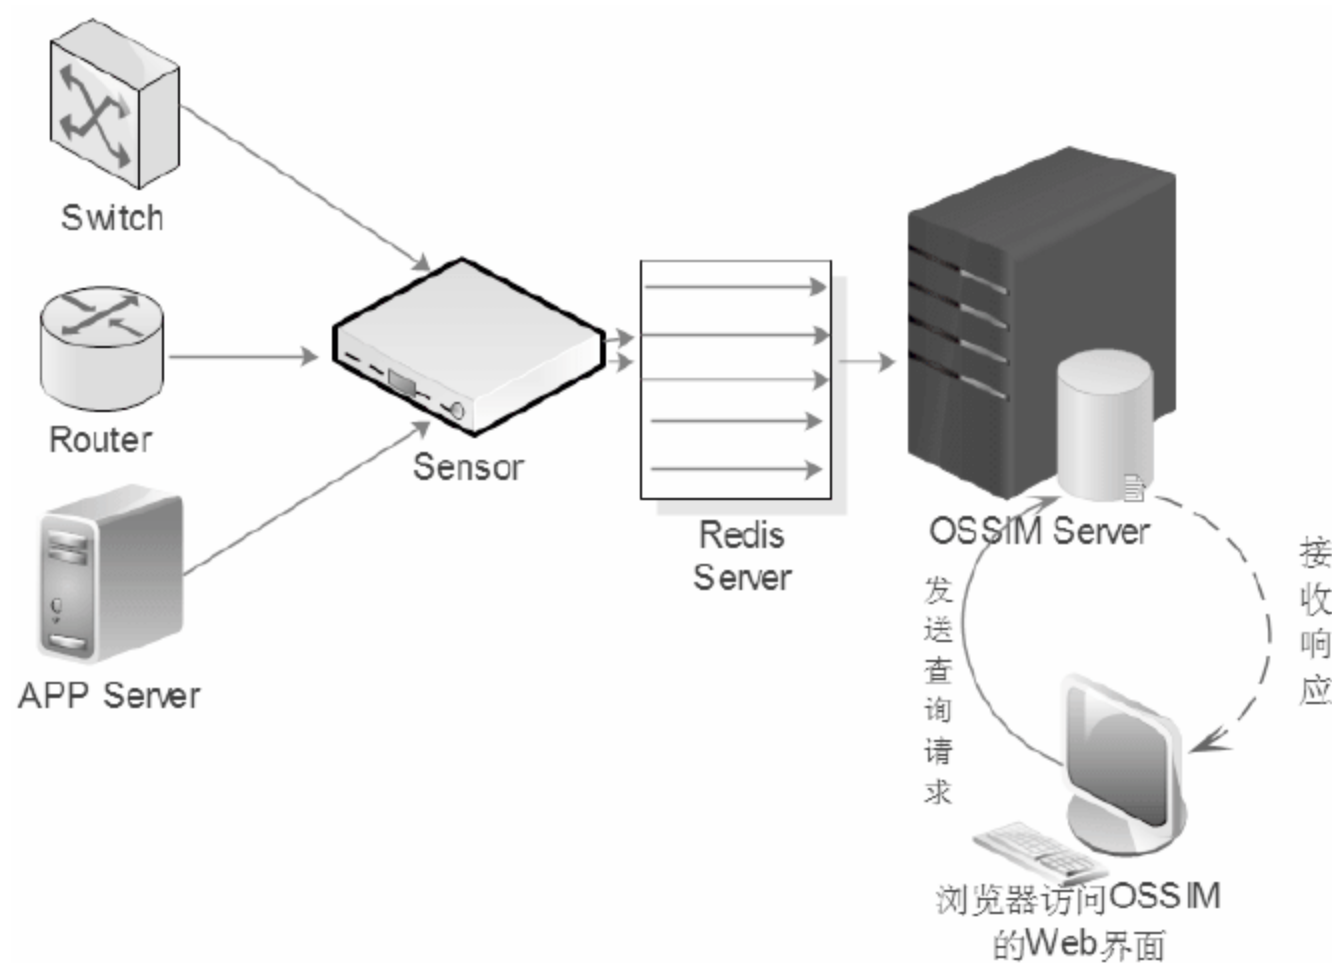 Switch
Router
APP Server
Sensor
Redis
Server
OSSIM Server
发
送
查
询
请
求
接
收
响
应
浏览器访问OSSIM
的Web界面